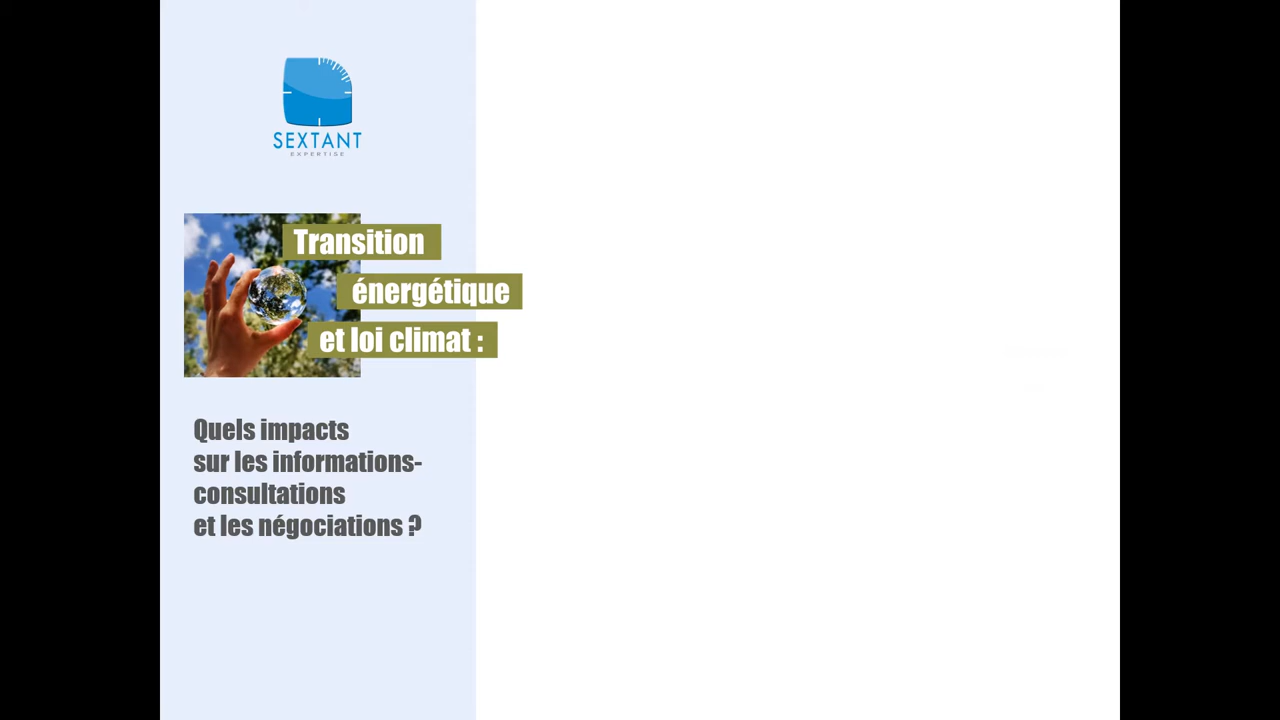 SEXTANT
EXPERTISE
Transition
énergétique
et loi climat :
Quels impacts
sur les informations-
consultations
et les négociations ?